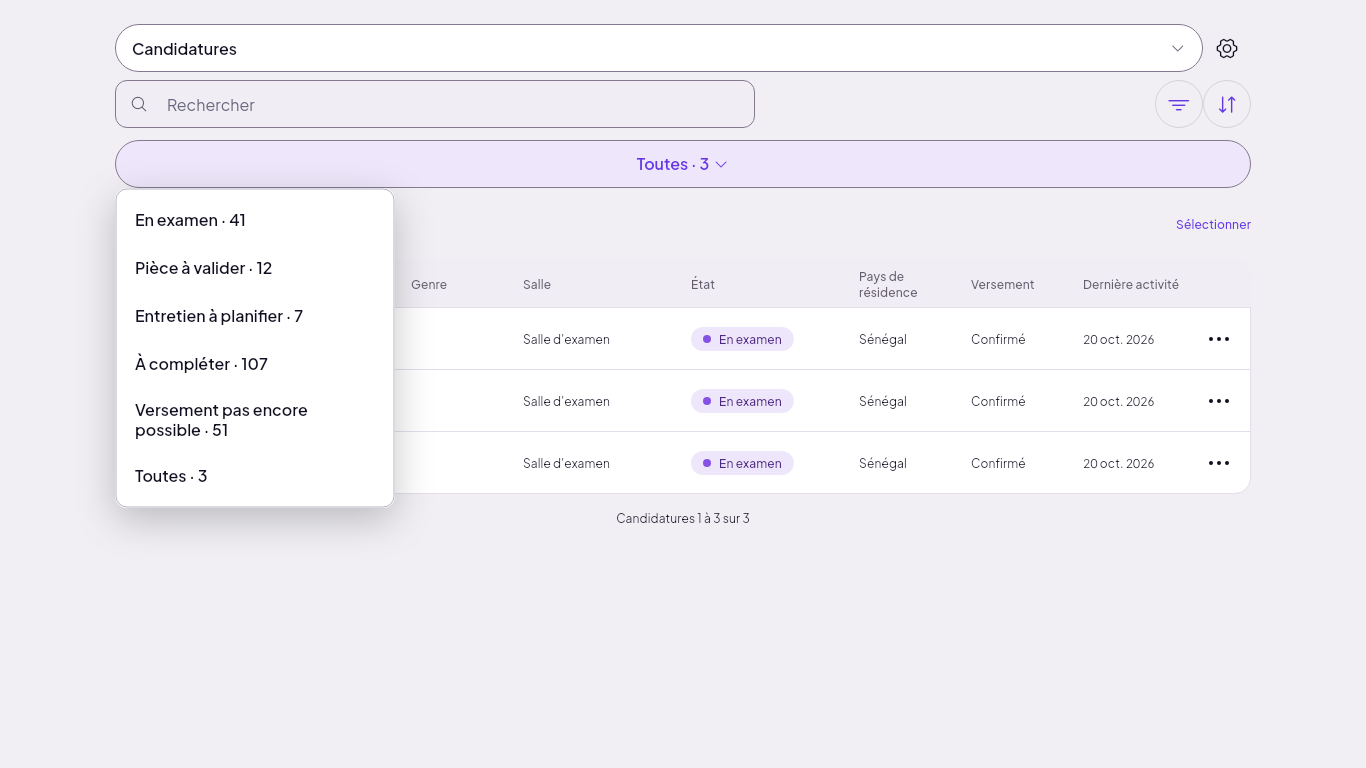 Candidatures
Rechercher
Toutes · 3
En examen · 41
Pièce à valider · 12
Entretien à planifier · 7
À compléter · 107
Versement pas encore
possible · 51
Toutes · 3
Sélectionner
Genre Salle État Pays de résidence Versement Dernière activité
Salle d'examen En examen Sénégal Confirmé 20 oct. 2026
Salle d'examen En examen Sénégal Confirmé 20 oct. 2026
Salle d'examen En examen Sénégal Confirmé 20 oct. 2026
Candidatures 1 à 3 sur 3